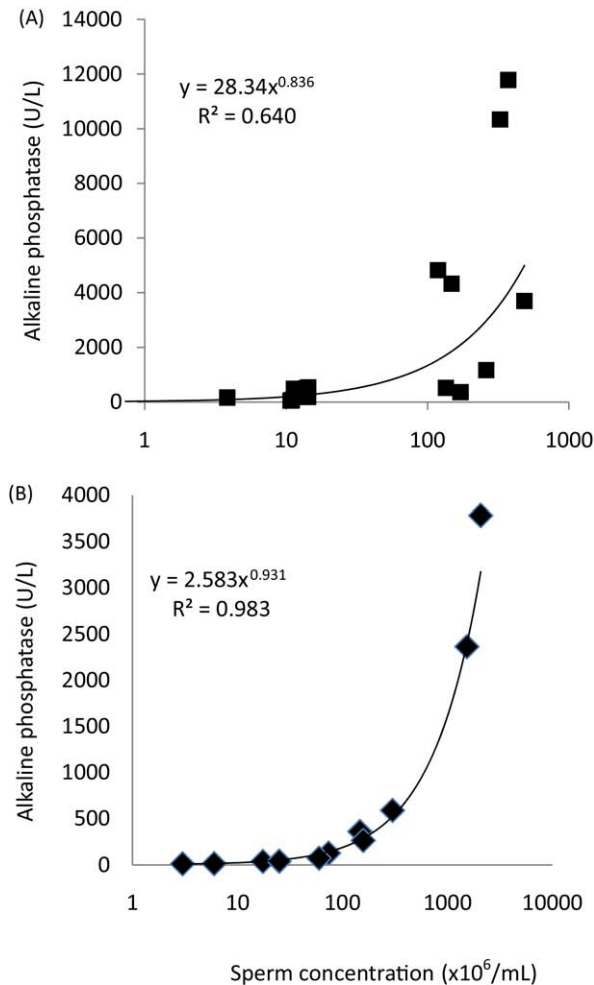 (A)
Alkaline phosphatase (U/L)
14000
12000
10000
8000
6000
4000
2000
0
y = 28.34x^0.836
R² = 0.640
1 10 100 1000
(B)
Alkaline phosphatase (U/L)
4000
3500
3000
2500
2000
1500
1000
500
0
y = 2.583x^0.931
R² = 0.983
1 10 100 1000 10000
Sperm concentration (x10⁶/mL)